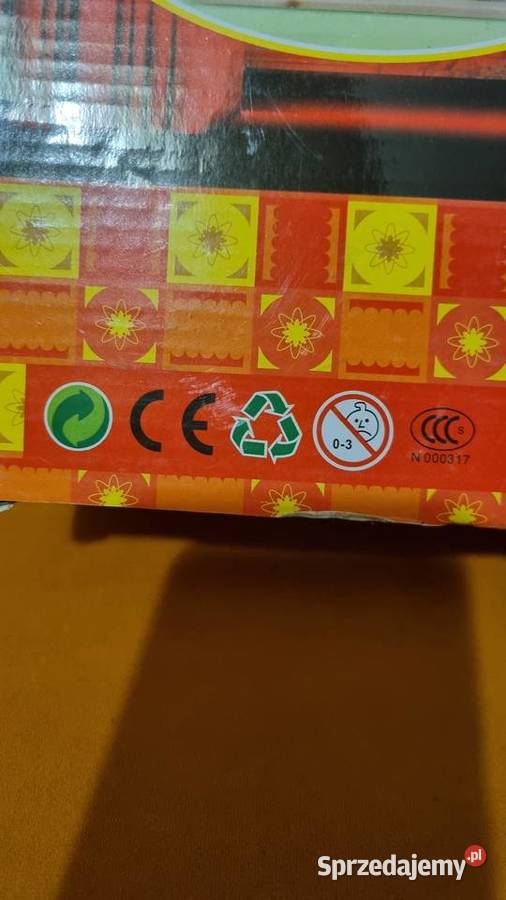 CE
0-3
CCC S
N 000317
Sprzedajemy.pl